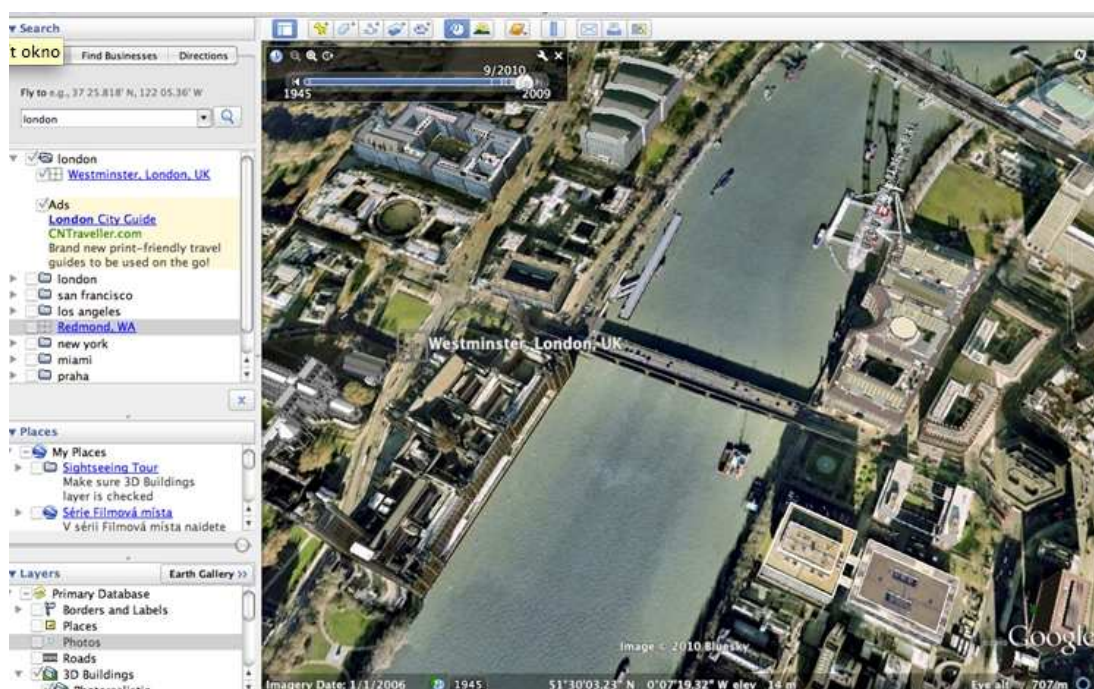 Search
t okno
Find Businesses
Directions
Fly to e.g., 37 25.818' N, 122 05.36' W
london
london
Westminster, London, UK
Ads
London City Guide
CNTraveller.com
Brand new print-friendly travel
guides to be used on the go!
london
san francisco
los angeles
Redmond, WA
new york
miami
praha
Places
My Places
Sightseeing Tour
Make sure 3D Buildings
layer is checked
Série Filmová místa
V sérii Filmová místa naidete
Layers
Earth Gallery >>
Primary Database
Borders and Labels
Places
Photos
Roads
3D Buildings
Photorealistic
9/2010
1945
2009
Westminster, London, UK
Image © 2010 Bluesky
Google
Imagery Date: 1/1/2006
1945
51°30'03.23" N 0°07'19.32" W elev 14 m
Eye alt 707 m